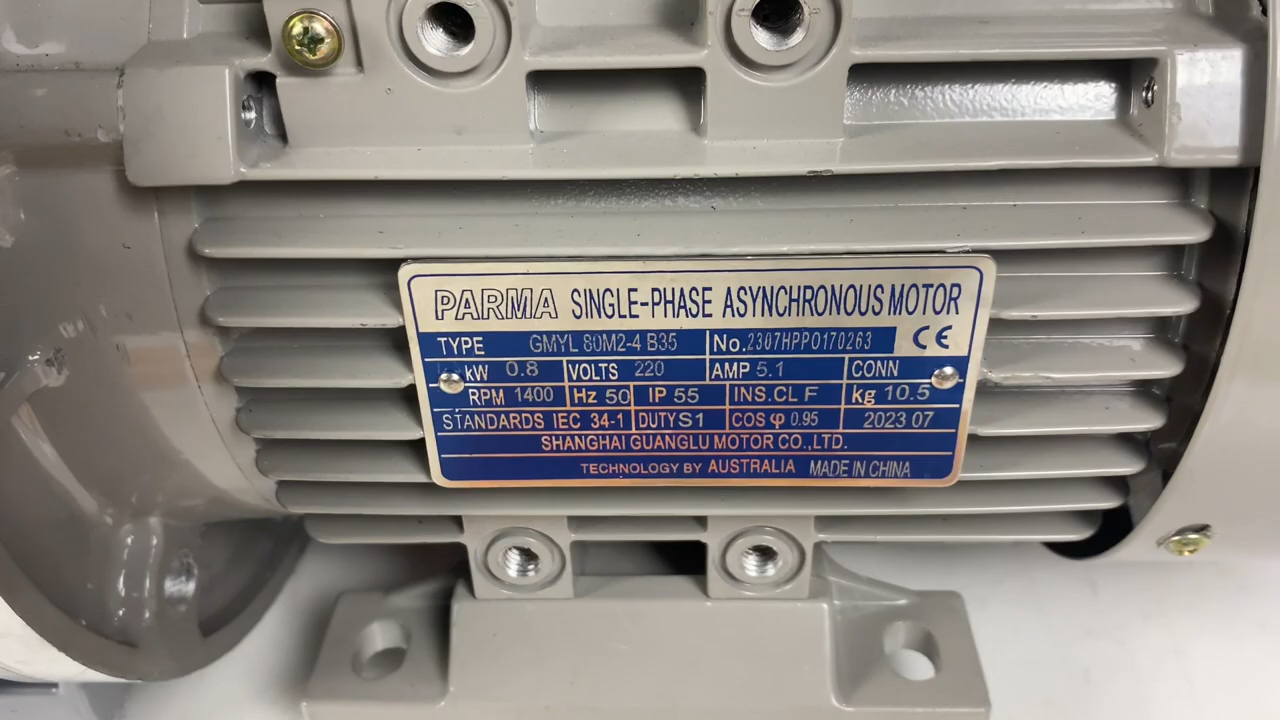 PARMA SINGLE-PHASE ASYNCHRONOUS MOTOR
TYPE GMYL 80M2-4 B35 No.2307HPP0170263 CE
kW 0.8 VOLTS 220 AMP 5.1 CONN
RPM 1400 Hz 50 IP 55 INS.CL F kg 10.5
STANDARDS IEC 34-1 DUTY S1 COS φ 0.95 2023 07
SHANGHAI GUANGLU MOTOR CO.,LTD.
TECHNOLOGY BY AUSTRALIA MADE IN CHINA